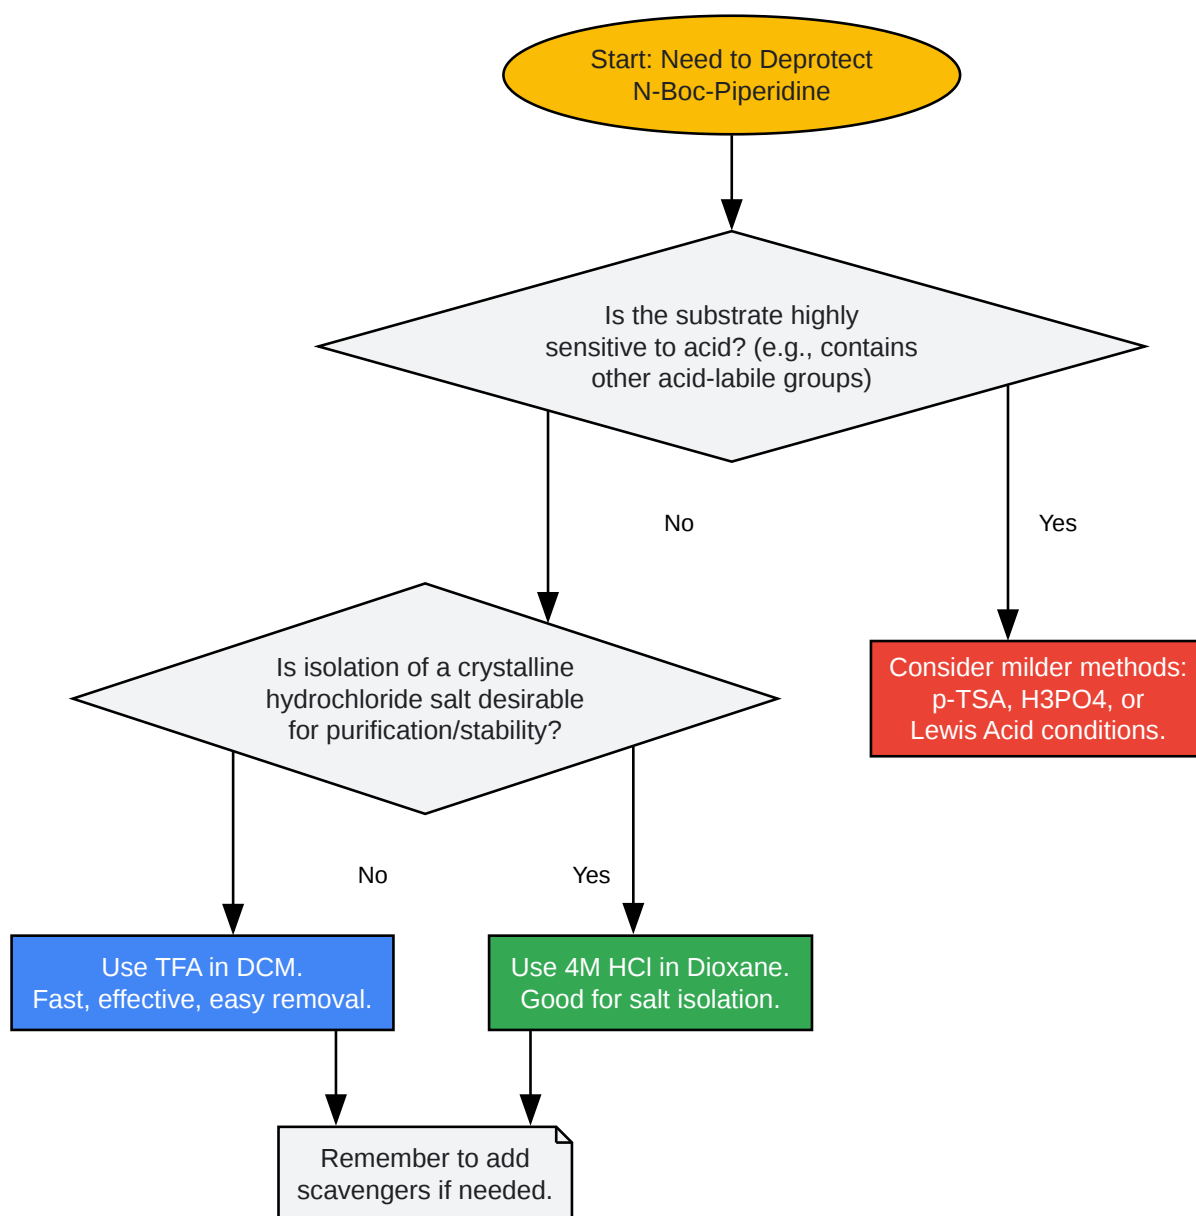 Start: Need to Deprotect
N-Boc-Piperidine
Is the substrate highly
sensitive to acid? (e.g., contains
other acid-labile groups)
No
Yes
Is isolation of a crystalline
hydrochloride salt desirable
for purification/stability?
Consider milder methods:
p-TSA, H3PO4, or
Lewis Acid conditions.
No
Yes
Use TFA in DCM.
Fast, effective, easy removal.
Use 4M HCl in Dioxane.
Good for salt isolation.
Remember to add
scavengers if needed.